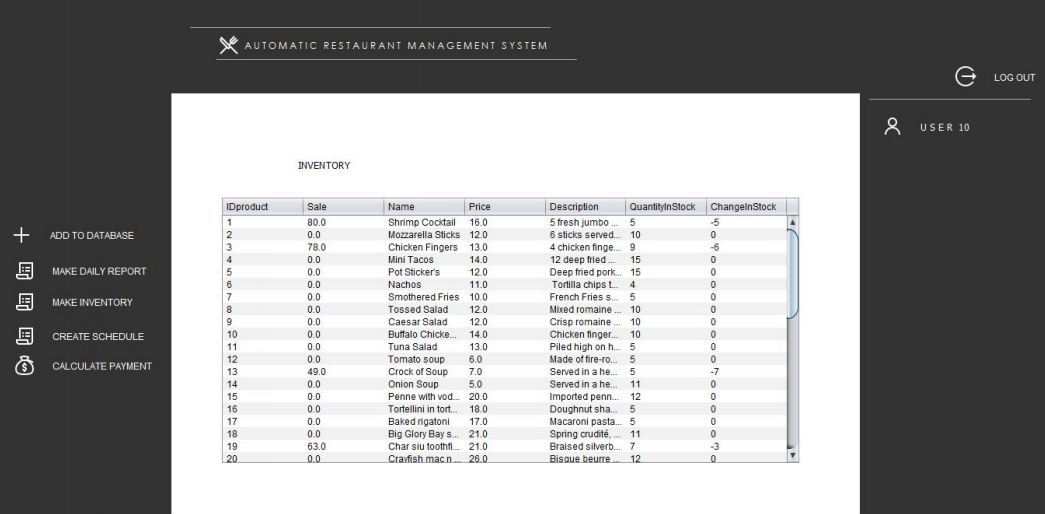 AUTOMATIC RESTAURANT MANAGEMENT SYSTEM
LOG OUT
USER 10
INVENTORY
IDproduct Sale Name Price Description QuantityInStock ChangeInStock
1 80.0 Shrimp Cocktail 16.0 5 fresh jumbo ... 5 -5
2 0.0 Mozzarella Sticks 12.0 6 sticks served... 10 0
3 78.0 Chicken Fingers 13.0 4 chicken finge... 9 -6
4 0.0 Mini Tacos 14.0 12 deep fried ... 15 0
5 0.0 Pot Sticker's 12.0 Deep fried pork... 15 0
6 0.0 Nachos 11.0 Tortilla chips t... 4 0
7 0.0 Smothered Fries 10.0 French Fries s... 5 0
8 0.0 Tossed Salad 12.0 Mixed romaine ... 10 0
9 0.0 Caesar Salad 12.0 Crisp romaine ... 10 0
10 0.0 Buffalo Chicke... 14.0 Chicken finger... 10 0
11 0.0 Tuna Salad 13.0 Piled high on h... 5 0
12 0.0 Tomato soup 6.0 Made of fire-ro... 5 0
13 49.0 Crock of Soup 7.0 Served in a he... 5 -7
14 0.0 Onion Soup 5.0 Served in a he... 11 0
15 0.0 Penne with vod... 20.0 Imported penn... 12 0
16 0.0 Tortellini in tort... 18.0 Doughnut sha... 5 0
17 0.0 Baked rigatoni 17.0 Macaroni pasta... 5 0
18 0.0 Big Glory Bay s... 21.0 Spring crudité, ... 11 0
19 63.0 Char siu toothfi... 21.0 Braised silverb... 7 -3
20 0.0 Crayfish mac n ... 26.0 Bisque beurre ... 12 0
ADD TO DATABASE
MAKE DAILY REPORT
MAKE INVENTORY
CREATE SCHEDULE
CALCULATE PAYMENT